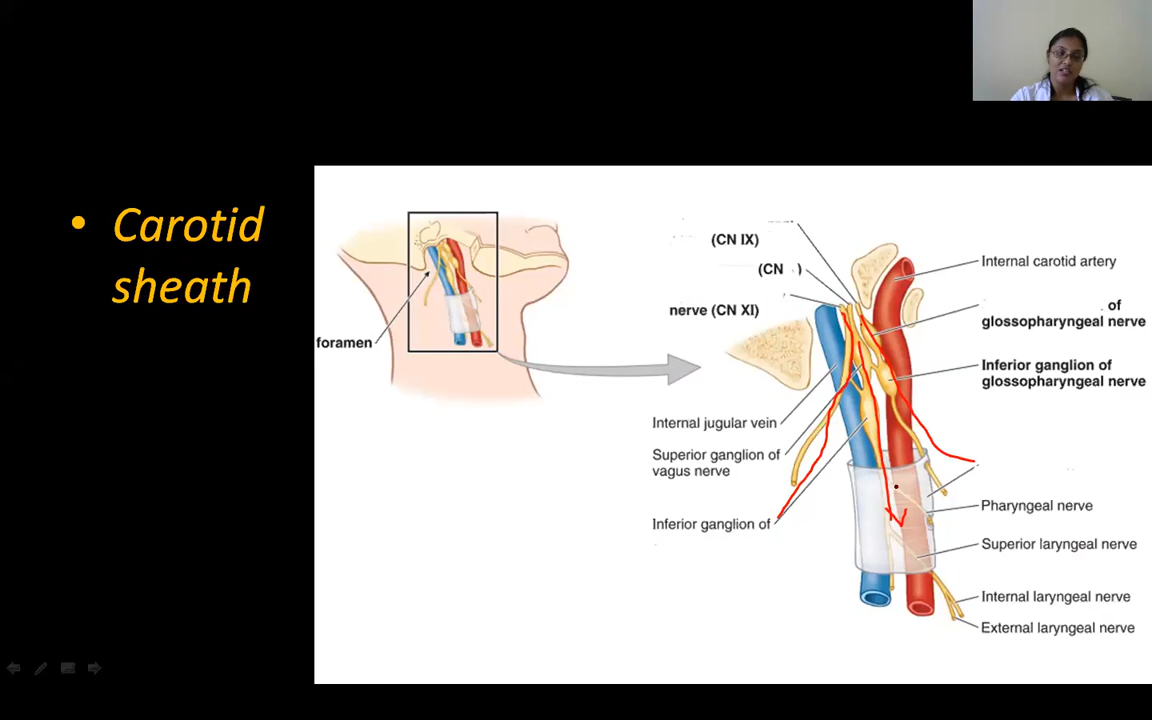 • Carotid
sheath
foramen
(CN IX)
(CN )
nerve (CN XI)
Internal jugular vein
Superior ganglion of
vagus nerve
Inferior ganglion of
Internal carotid artery
of
glossopharyngeal nerve
Inferior ganglion of
glossopharyngeal nerve
Pharyngeal nerve
Superior laryngeal nerve
Internal laryngeal nerve
External laryngeal nerve